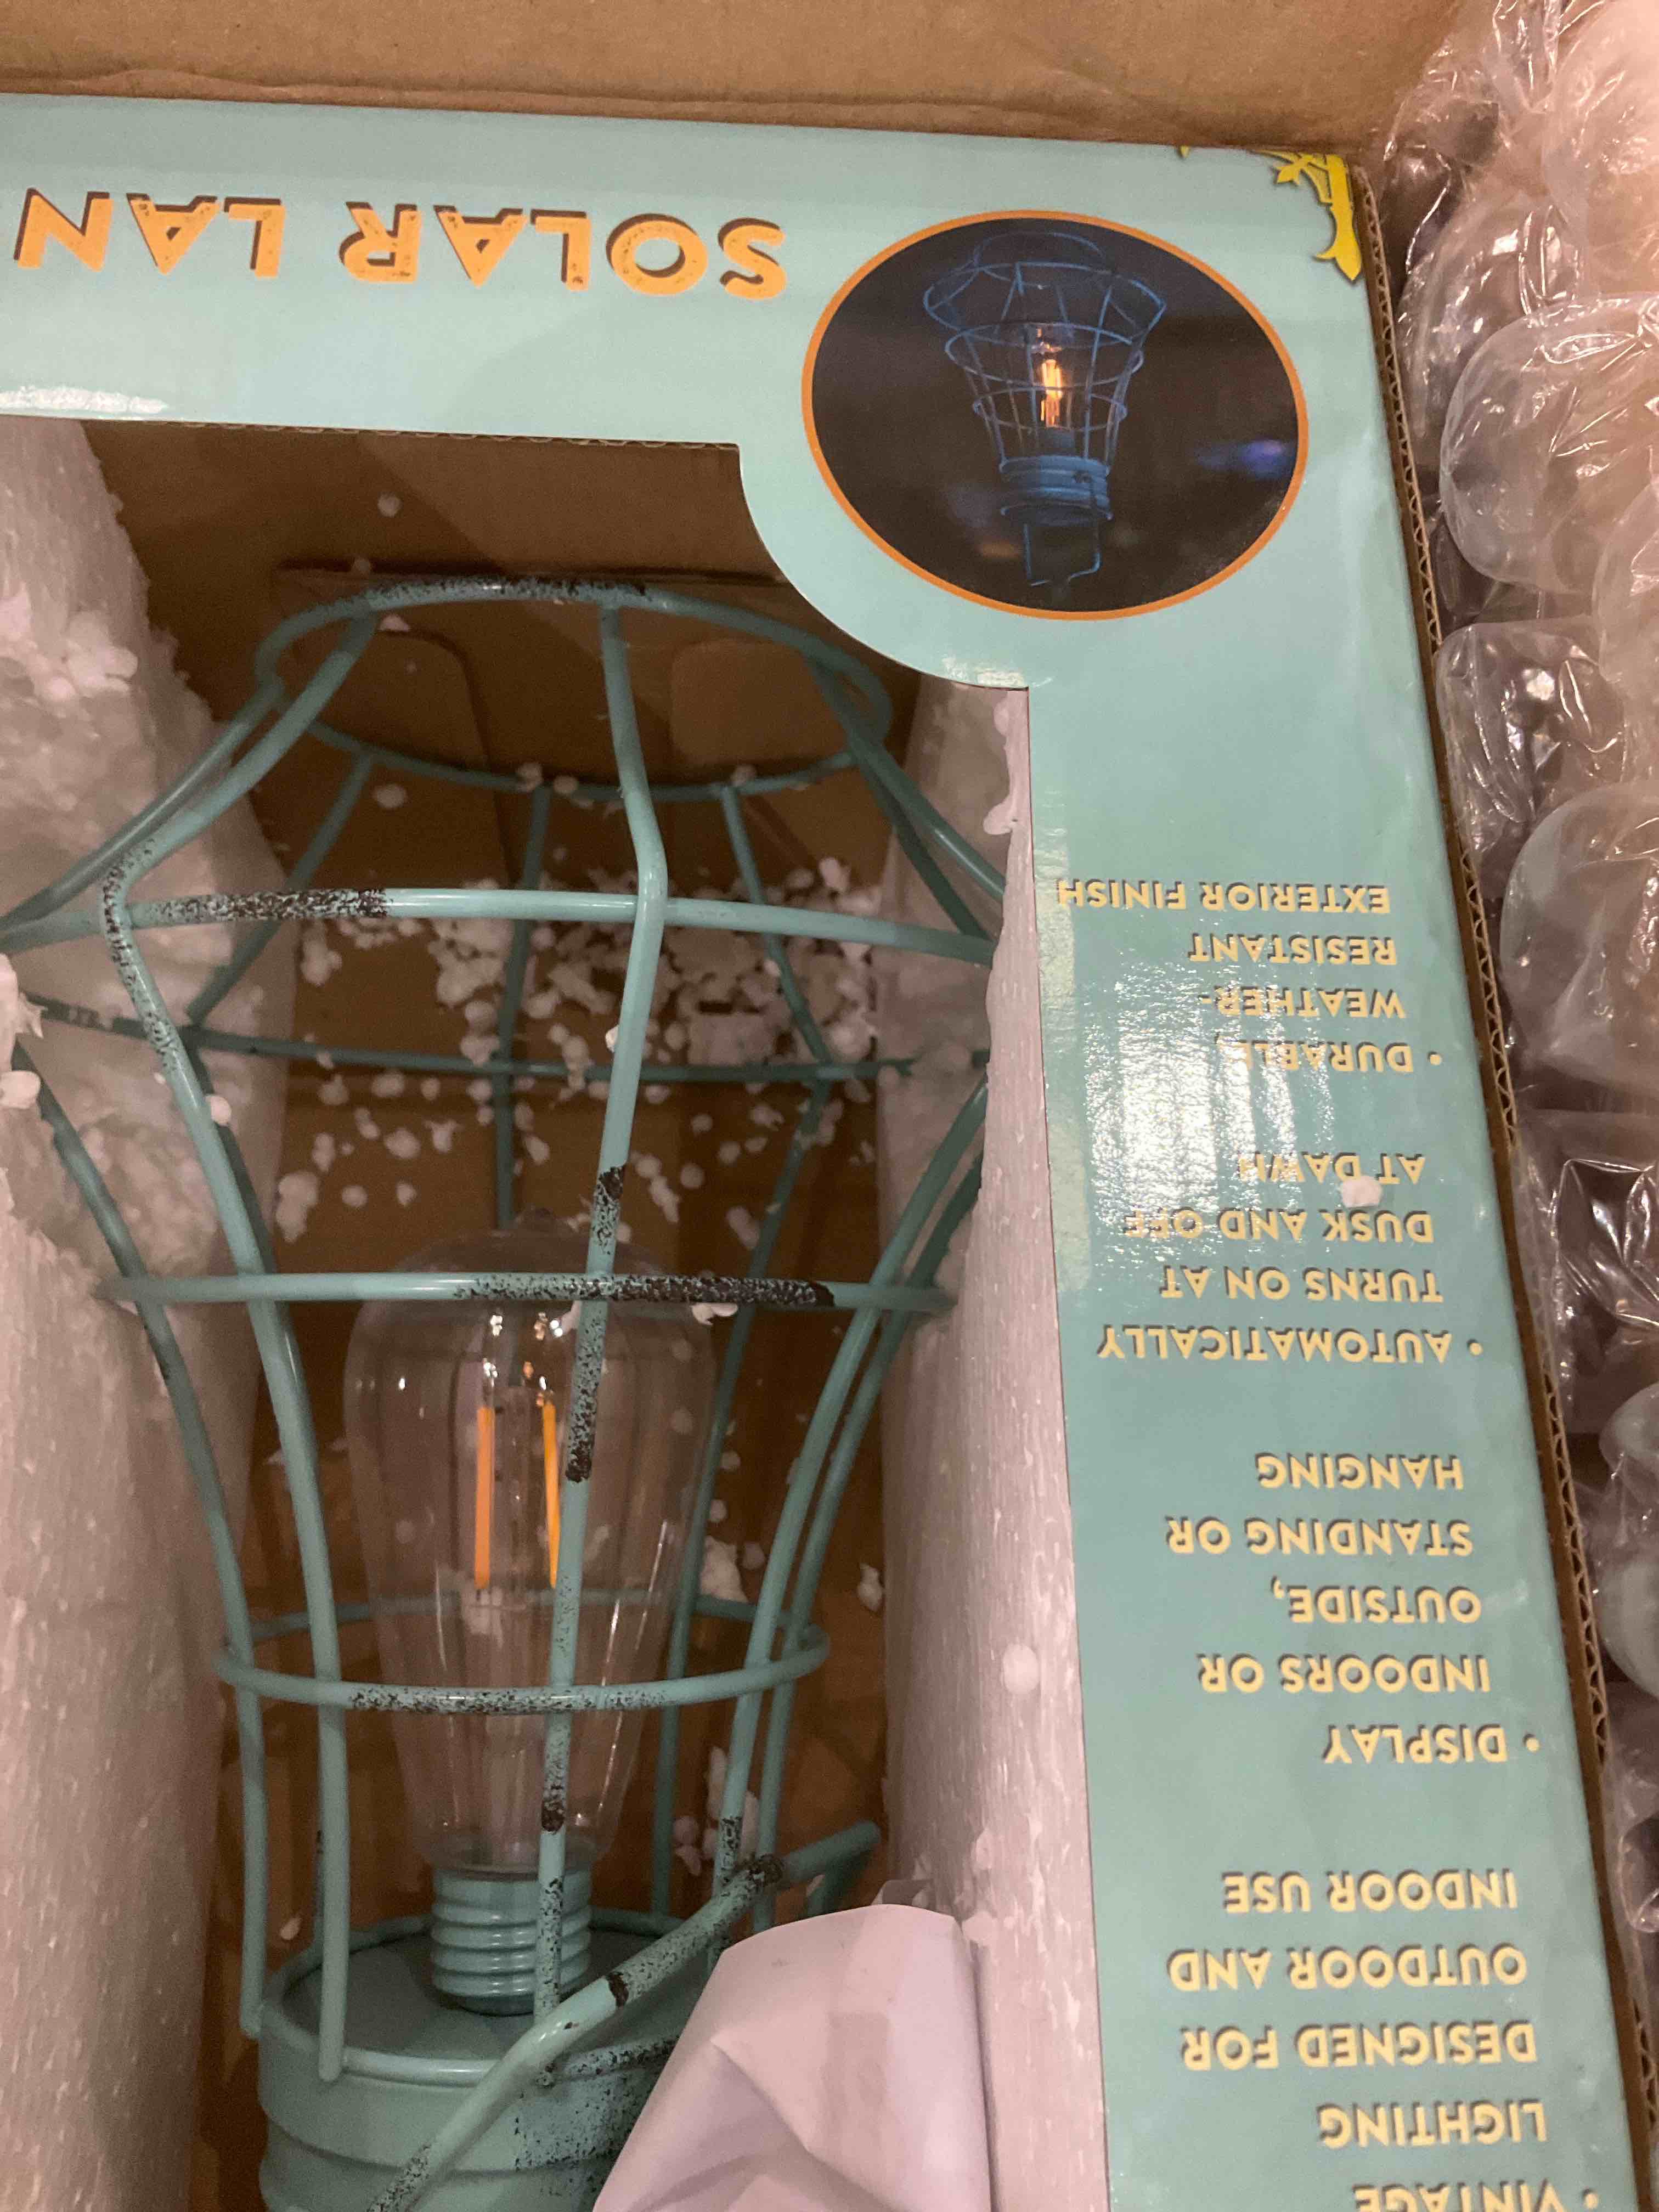 • VINTAGE
LIGHTING
DESIGNED FOR
OUTDOOR AND
INDOOR USE
• DISPLAY
INDOORS OR
OUTSIDE,
STANDING OR
HANGING
• AUTOMATICALLY
TURNS ON AT
DUSK AND OFF
AT DAWN
• DURABLE,
WEATHER-
RESISTANT
EXTERIOR FINISH
SOLAR LAN